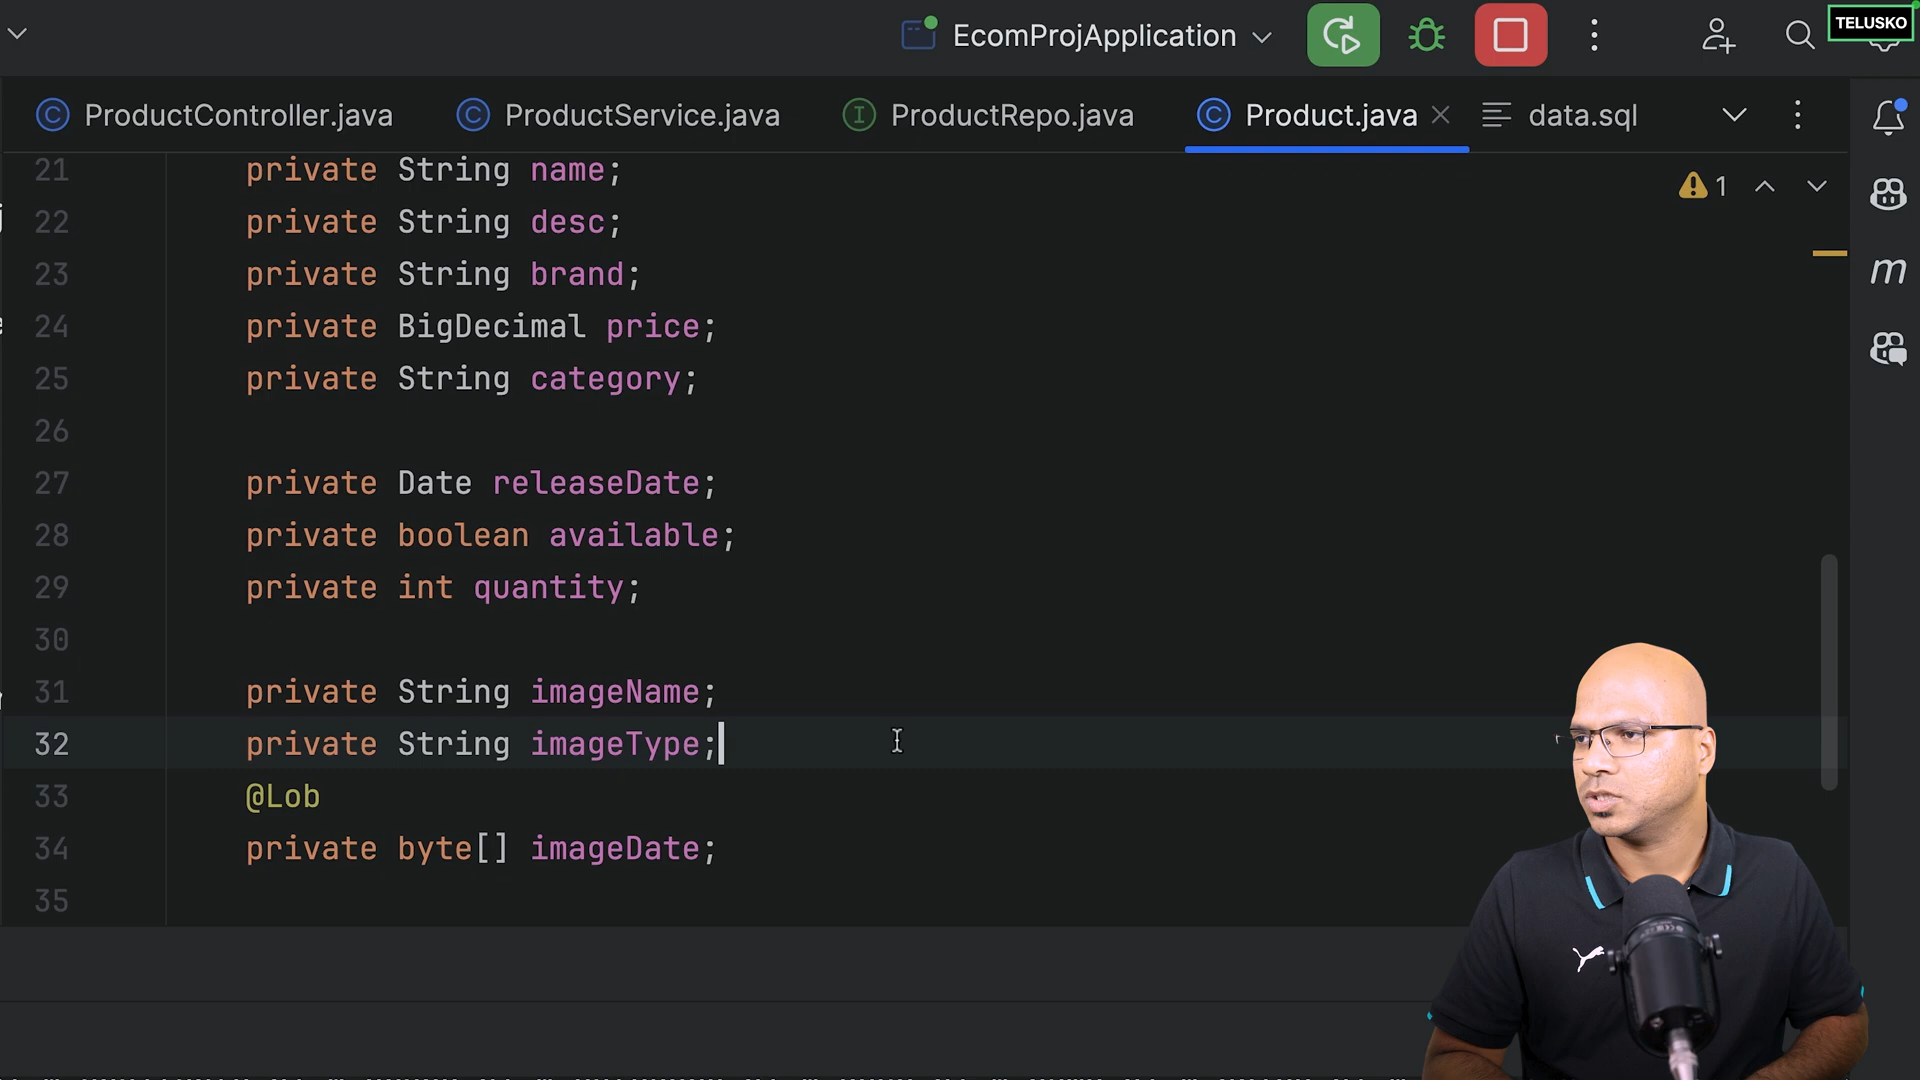 EcomProjApplication
TELUSKO
ProductController.java
ProductService.java
ProductRepo.java
Product.java
data.sql
21 private String name;
1
22 private String desc;
23 private String brand;
24 private BigDecimal price;
25 private String category;
26
27 private Date releaseDate;
28 private boolean available;
29 private int quantity;
30
31 private String imageName;
32 private String imageType;
33 @Lob
34 private byte[] imageDate;
35